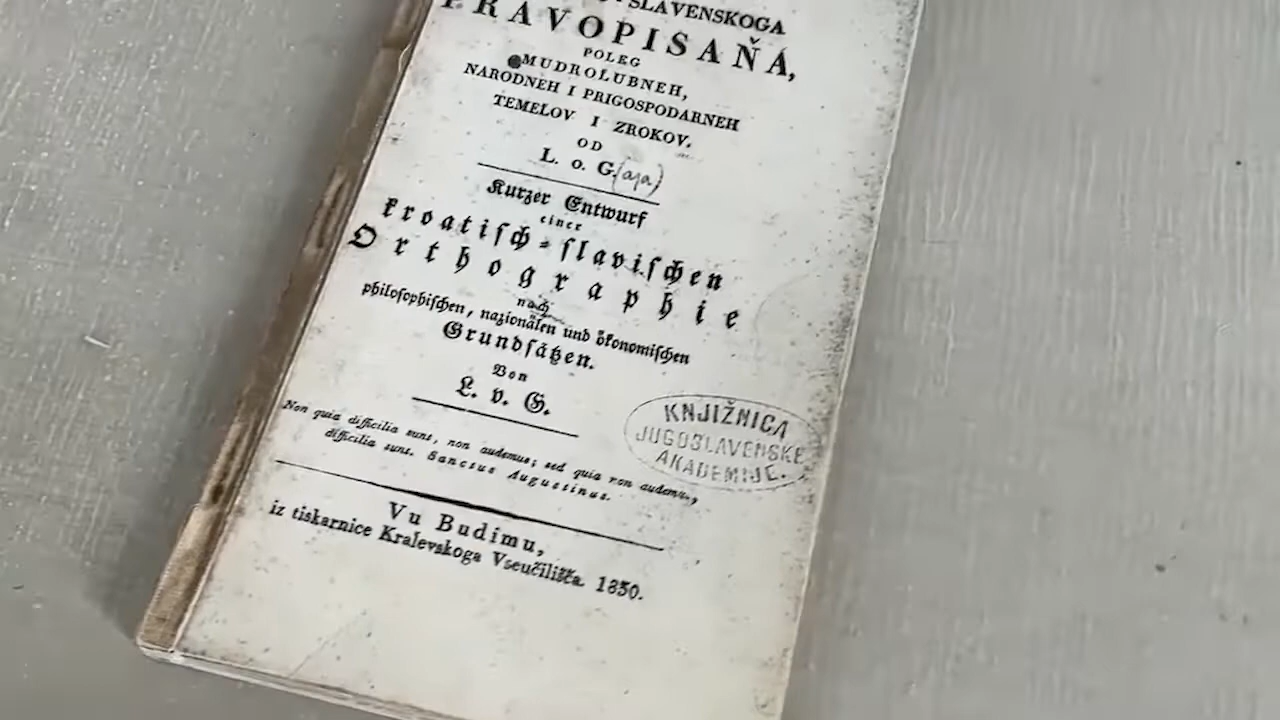 SLAVENSKOGA
PRAVOPISAŇÁ,
POLEG
MUDROLUBNEH,
NARODNEH I PRIGOSPODARNEH
TEMELOV I ZROKOV.
OD
L. o. G.(aja)
Kurzer Entwurf
einer
kroatiſch-ſlaviſchen
Orthographie
nach
philoſophiſchen, nazionälen und ökonomiſchen
Grundſätzen.
Von
L. v. G.
Non quia difficilia sunt, non audemus; sed quia non audemus,
difficilia sunt. Sanctus Augustinus.
KNJIŽNICA
JUGOSLAVENSKE
AKADEMIJE.
Vu Budimu,
iz tiskarnice Kralevskoga Vseučilišča. 1830.